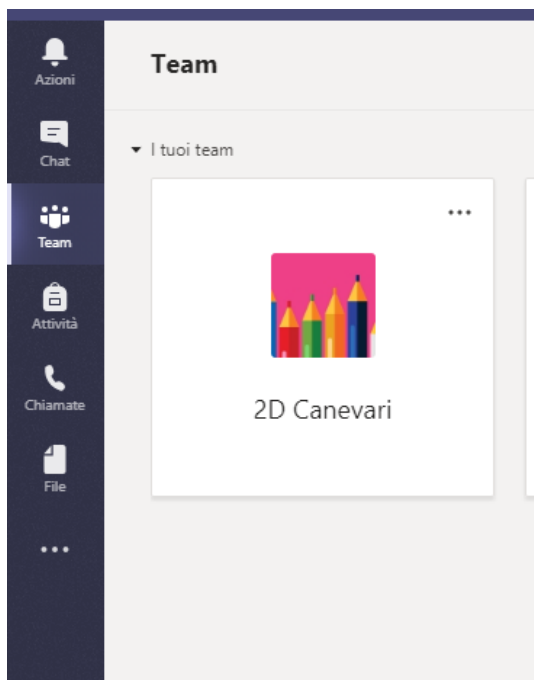 Azioni
Chat
Team
Attività
Chiamate
File
Team
I tuoi team
2D Canevari